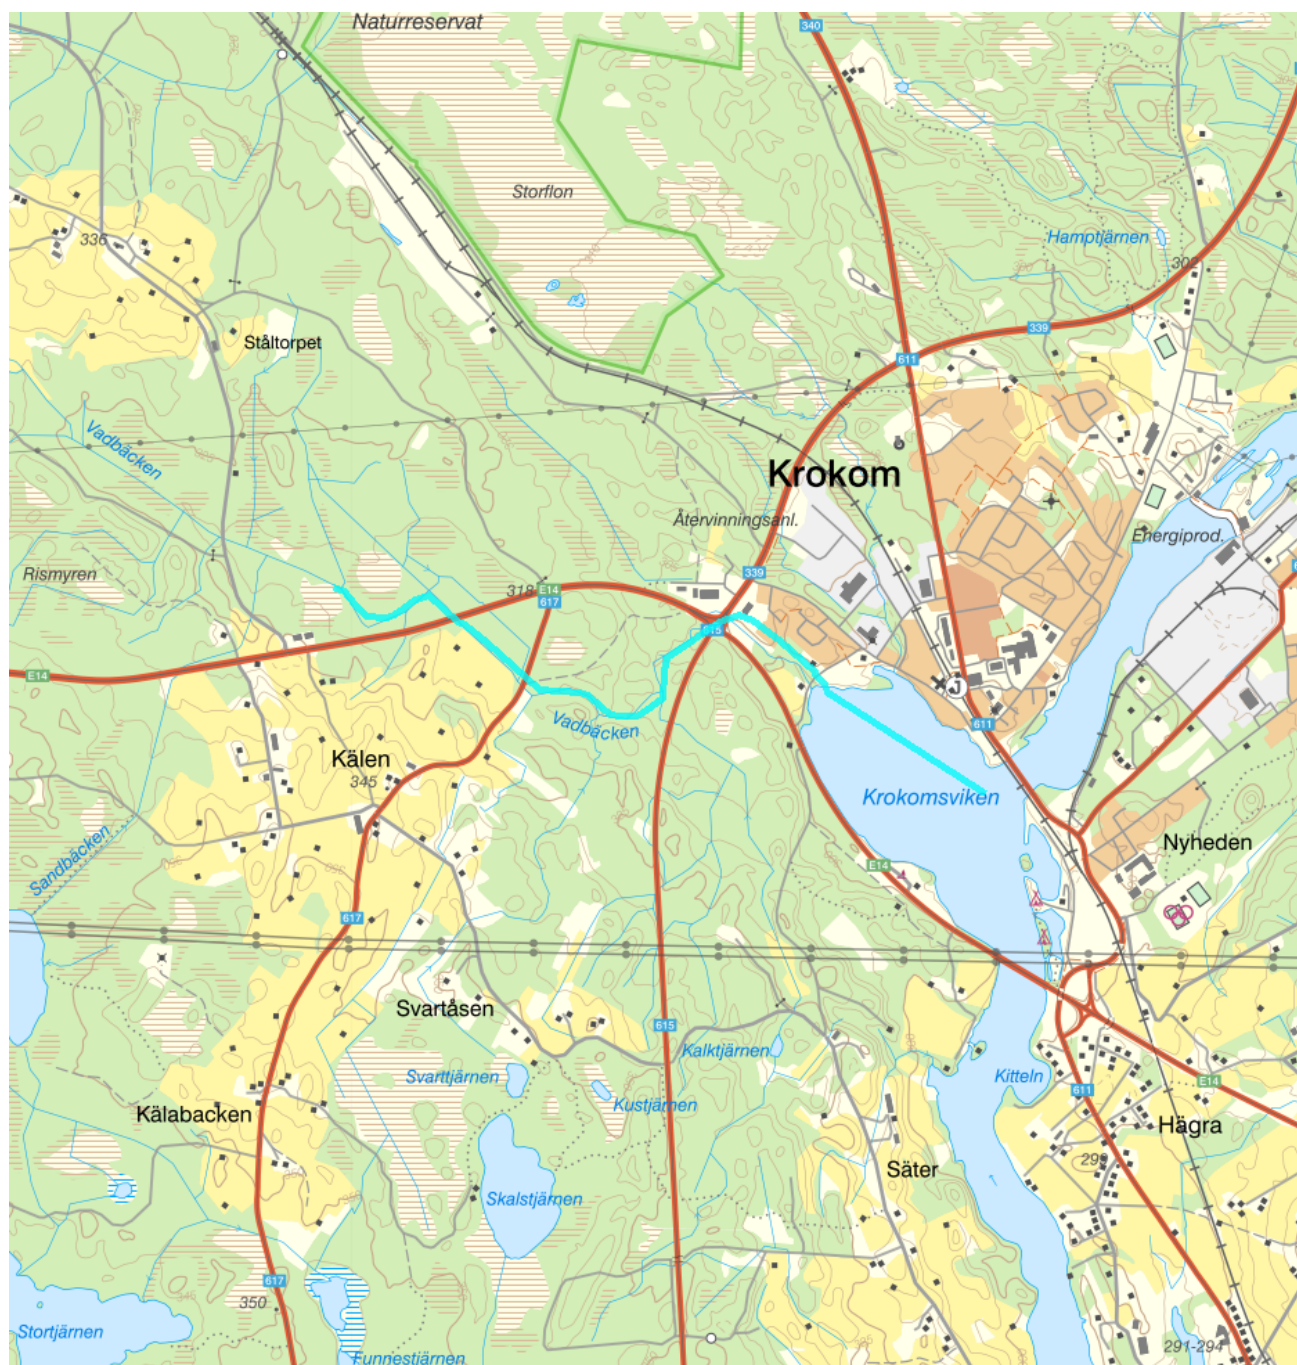 Naturreservat
340
Storflon
Hamptjärnen
302
336
339
Ståltorpet
611
Vadbäcken
Krokom
Återvinningsanl.
Energiprod.
Rismyren
339
318
E14
617
615
E14
J
611
Vadbäcken
Kälen
345
Krokomsviken
Nyheden
Sandbäcken
E14
617
Svartåsen
615
Kalktjärnen
Svarttjärnen
Kitteln
E14
Kustjärnen
611
Kälabacken
Hägra
299
Säter
Skalstjärnen
617
350
Stortjärnen
Funnestjärnen
291-294